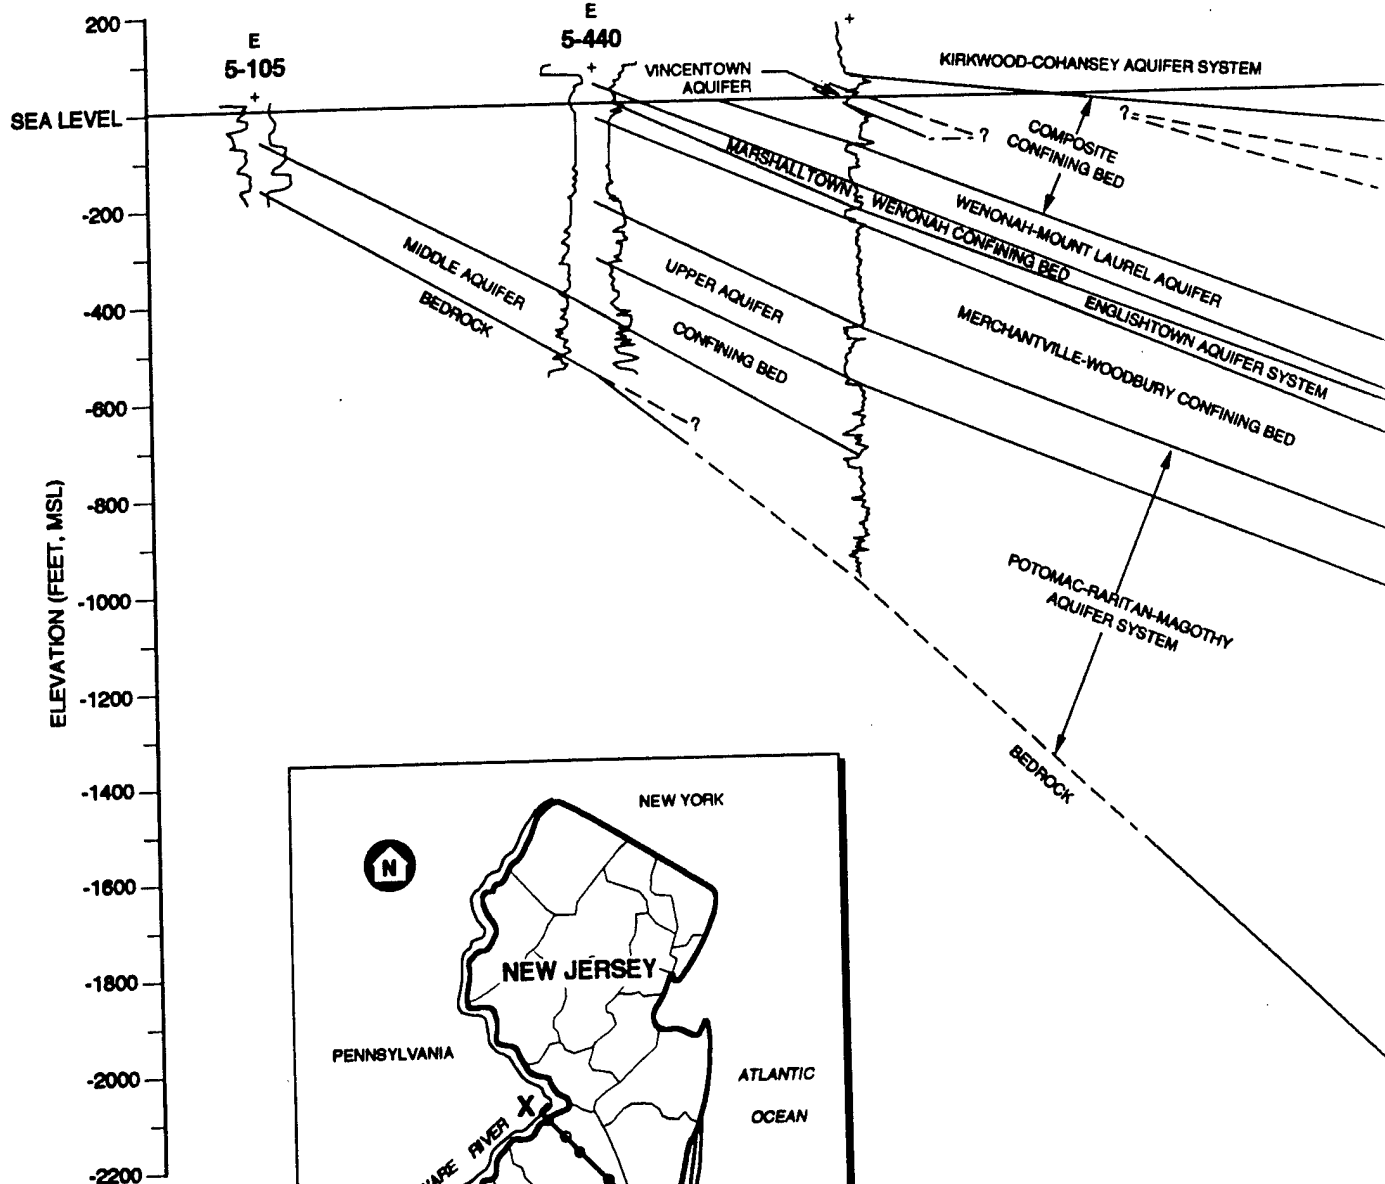 200
E
5-105
+
E
5-440
+
+
VINCENTOWN
AQUIFER
KIRKWOOD-COHANSEY AQUIFER SYSTEM
SEA LEVEL
?
? =
COMPOSITE
CONFINING BED
MARSHALLTOWN
WENONAH CONFINING BED
WENONAH-MOUNT LAUREL AQUIFER
ENGLISHTOWN AQUIFER SYSTEM
MERCHANTVILLE-WOODBURY CONFINING BED
MIDDLE AQUIFER
BEDROCK
UPPER AQUIFER
CONFINING BED
?
POTOMAC-RARITAN-MAGOTHY
AQUIFER SYSTEM
BEDROCK
-200
-400
-600
-800
-1000
-1200
-1400
-1600
-1800
-2000
-2200
ELEVATION (FEET, MSL)
NEW YORK
N
NEW JERSEY
PENNSYLVANIA
ATLANTIC
OCEAN
X
RIVER